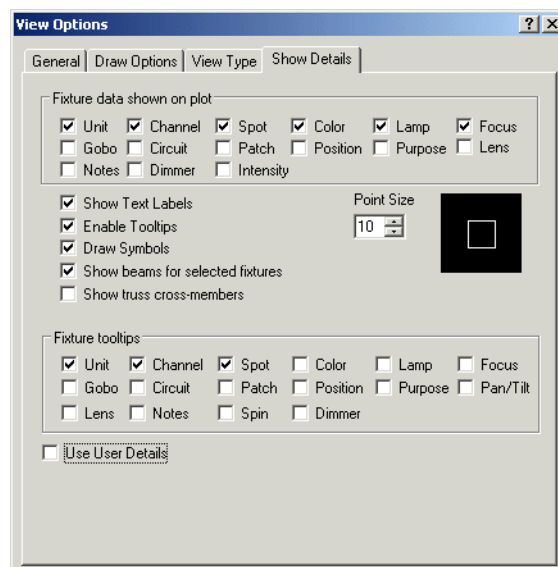 View Options
General Draw Options View Type Show Details
Fixture data shown on plot
Unit Channel Spot Color Lamp Focus
Gobo Circuit Patch Position Purpose Lens
Notes Dimmer Intensity
Show Text Labels Point Size
Enable Tooltips 10
Draw Symbols
Show beams for selected fixtures
Show truss cross-members
Fixture tooltips
Unit Channel Spot Color Lamp Focus
Gobo Circuit Patch Position Purpose Pan/Tilt
Lens Notes Spin Dimmer
Use User Details